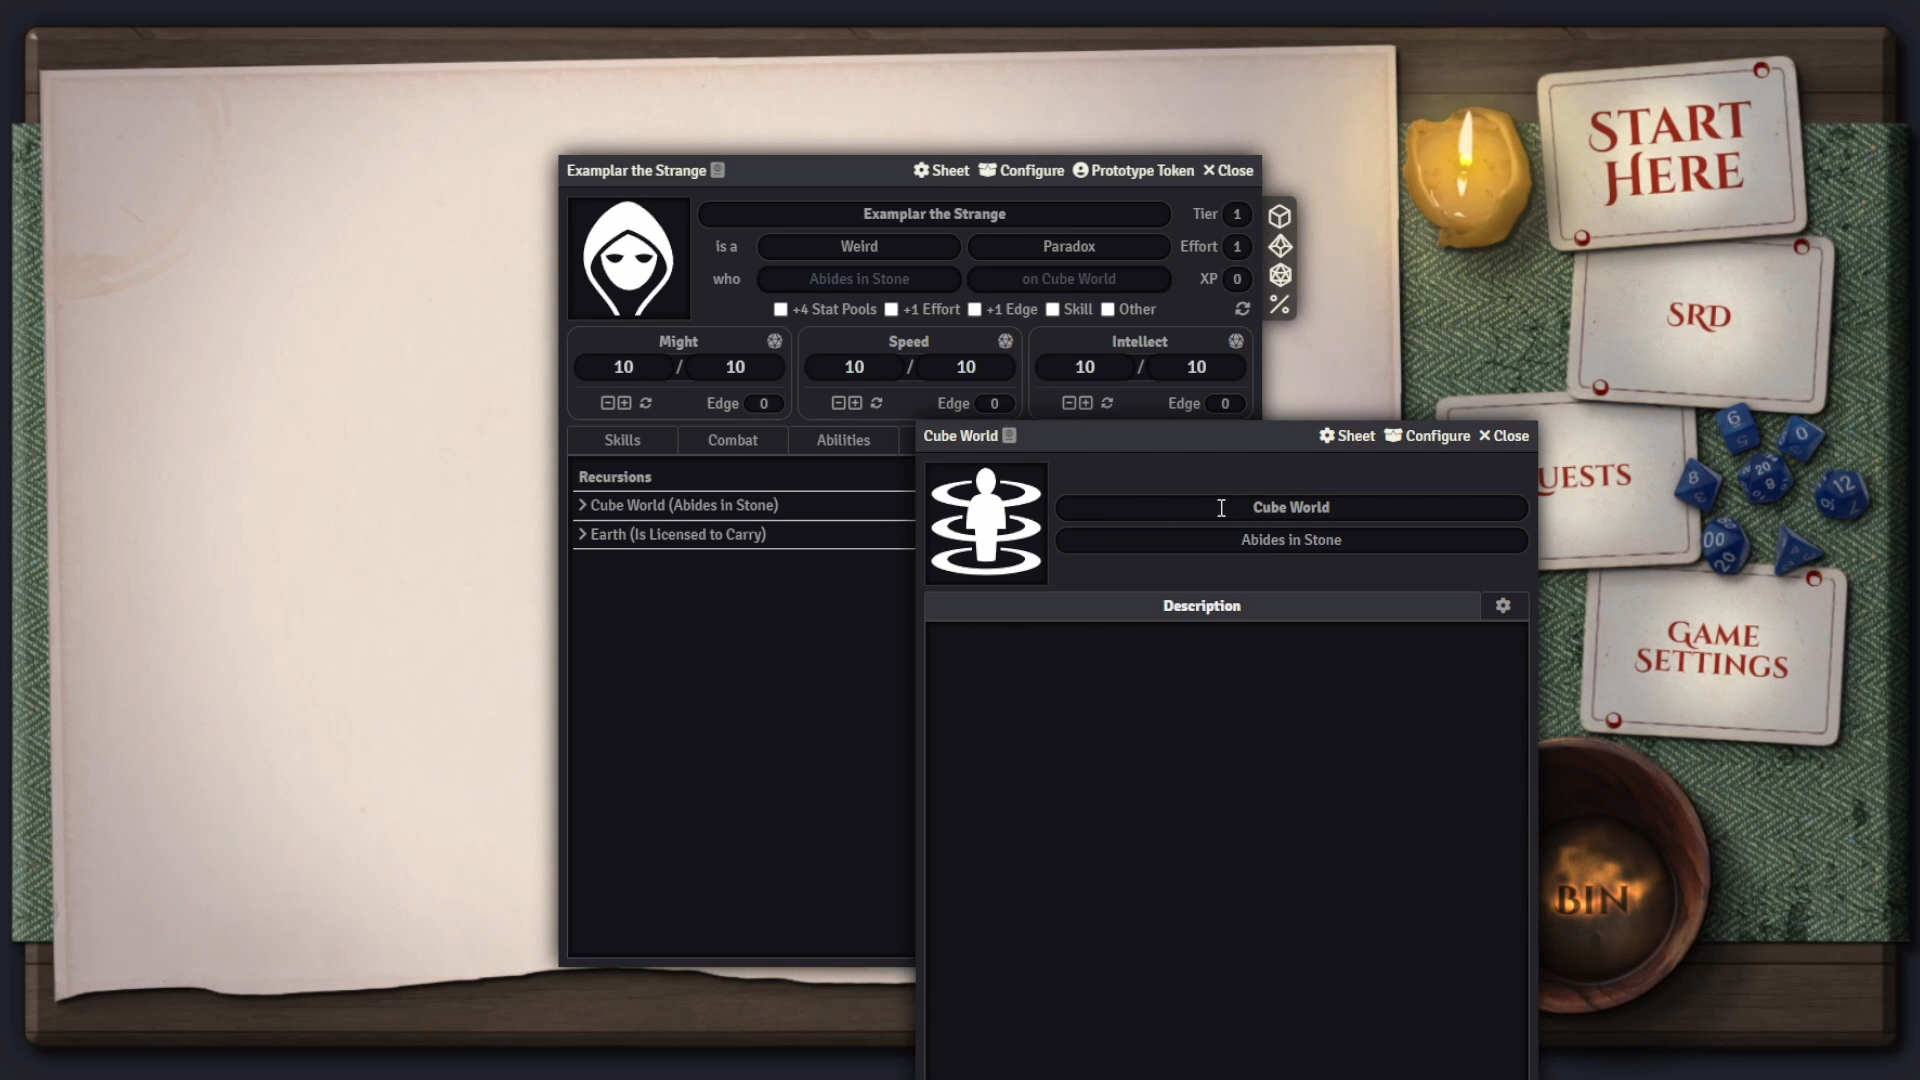 Examplar the Strange
Sheet Configure Prototype Token Close
Examplar the Strange Tier 1
is a Weird Paradox Effort 1
who Abides in Stone on Cube World XP 0
+4 Stat Pools +1 Effort +1 Edge Skill Other
Might Speed Intellect
10 / 10 10 / 10 10 / 10
Edge 0 Edge 0 Edge 0
Skills Combat Abilities
Recursions
Cube World (Abides in Stone)
Earth (Is Licensed to Carry)
Cube World Sheet Configure Close
Cube World
Abides in Stone
Description
START
HERE
SRD
UESTS
GAME
SETTINGS
BIN